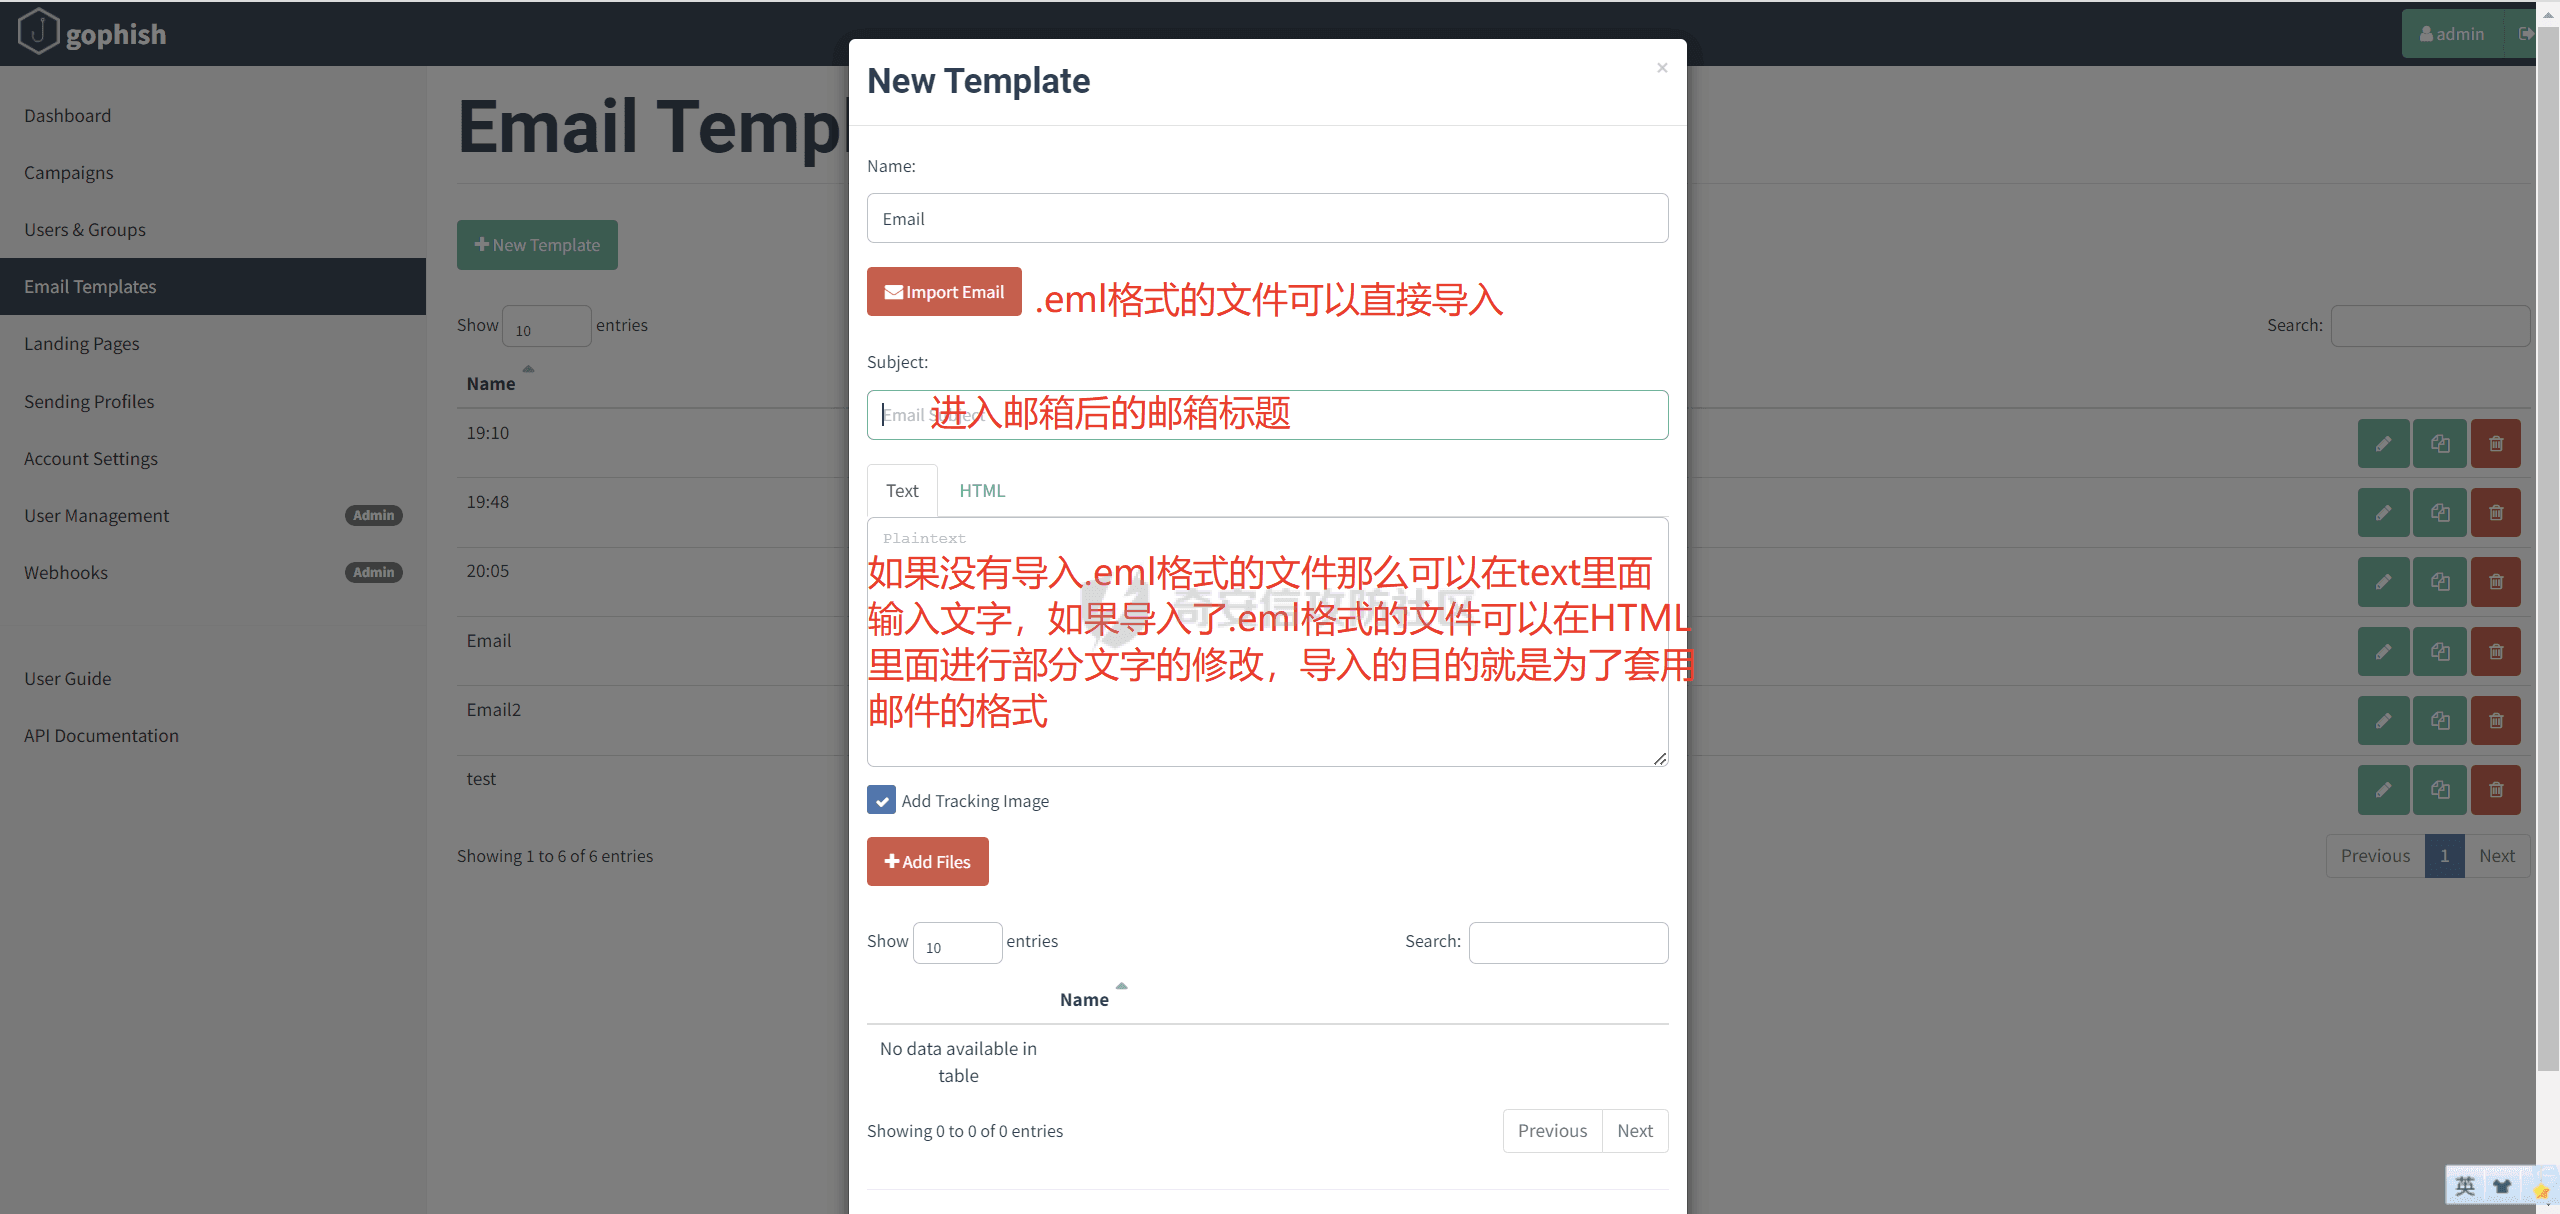 gophish
admin
Dashboard
Campaigns
Users & Groups
Email Templates
Landing Pages
Sending Profiles
Account Settings
User Management Admin
Webhooks Admin
User Guide
API Documentation
Email Templ
New Template
Show 10 entries
Search:
Name
19:10
19:48
20:05
Email
Email2
test
Showing 1 to 6 of 6 entries
Previous 1 Next
New Template
×
Name:
Email
Import Email
.eml格式的文件可以直接导入
Subject:
Email Subject
进入邮箱后的邮箱标题
Text HTML
Plaintext
如果没有导入.eml格式的文件那么可以在text里面
输入文字，如果导入了.eml格式的文件可以在HTML
里面进行部分文字的修改，导入的目的就是为了套用
邮件的格式
奇安信攻防社区
Add Tracking Image
Add Files
Show 10 entries
Search:
Name
No data available in
table
Showing 0 to 0 of 0 entries
Previous Next
英